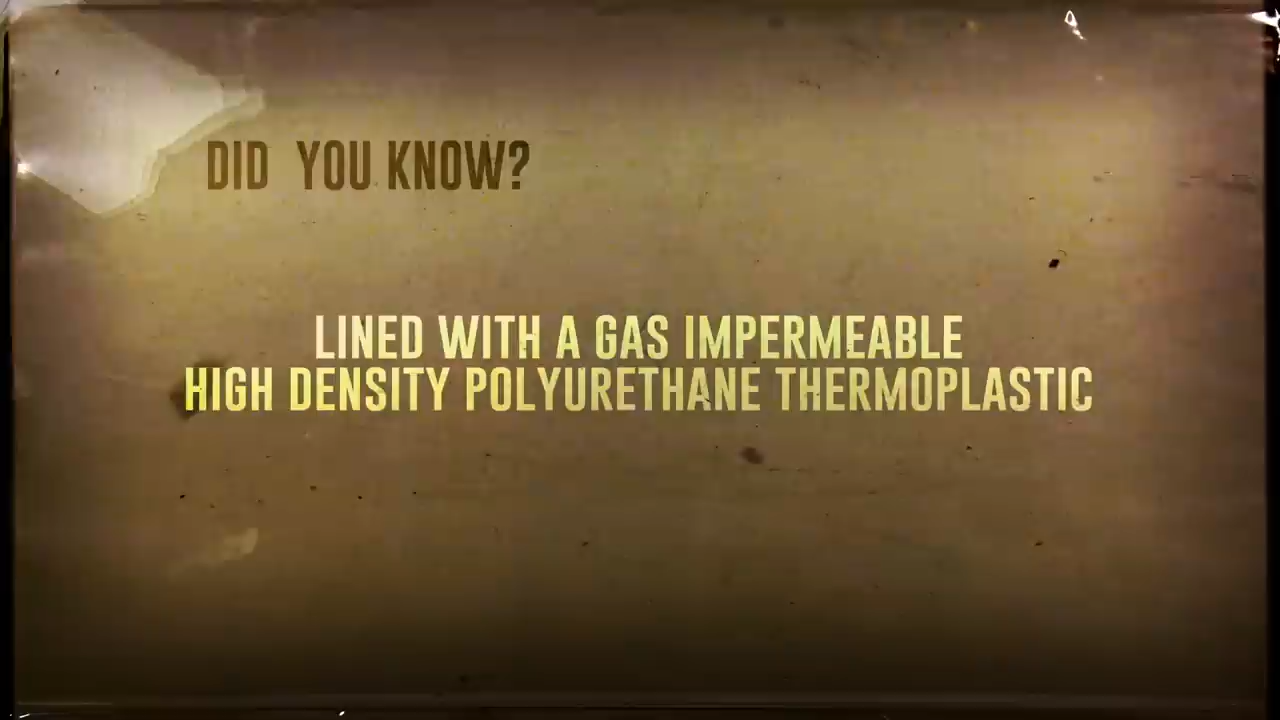 DID YOU KNOW?
LINED WITH A GAS IMPERMEABLE
HIGH DENSITY POLYURETHANE THERMOPLASTIC